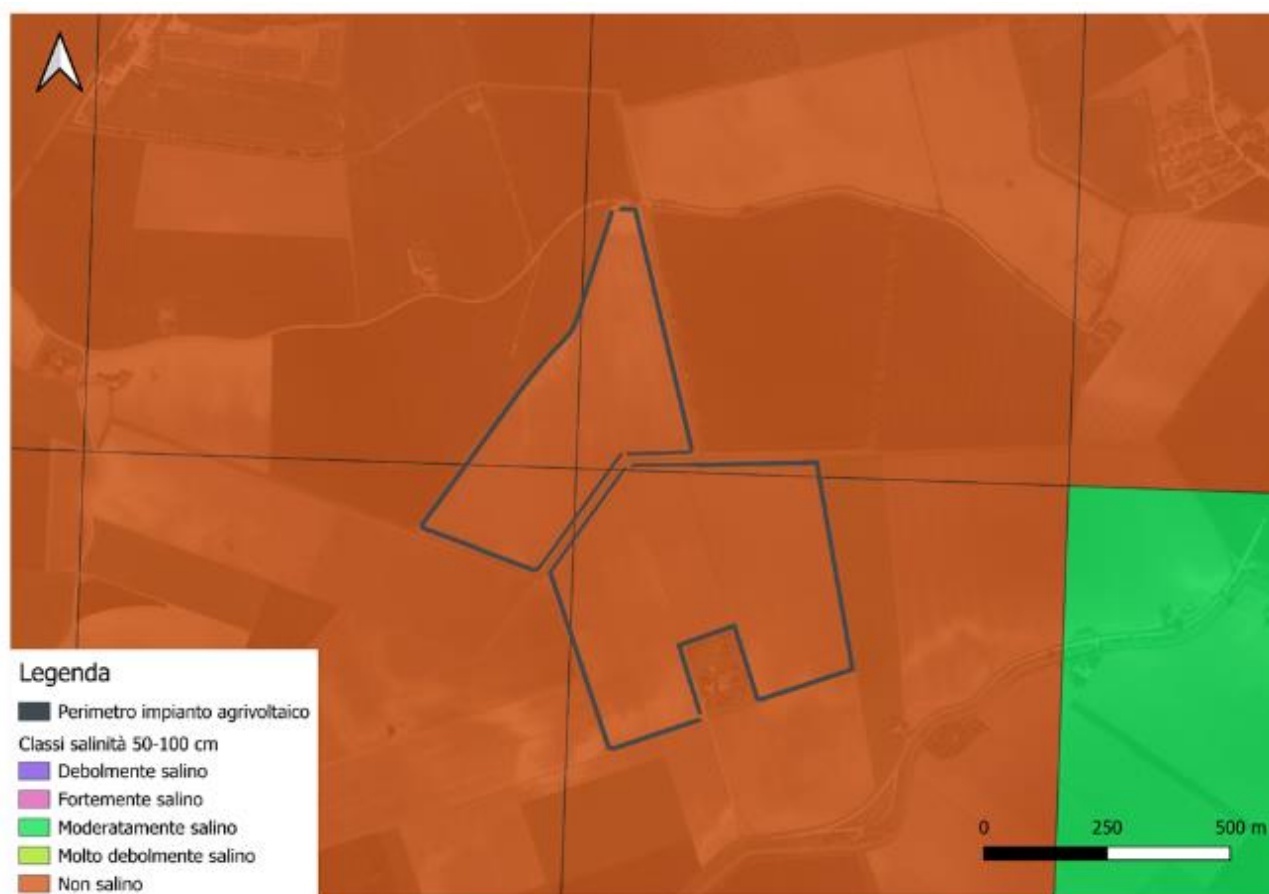 Legenda
Perimetro impianto agrivoltaico
Classi salinità 50-100 cm
Debolmente salino
Fortemente salino
Moderatamente salino
Molto debolmente salino
Non salino
0 250 500 m